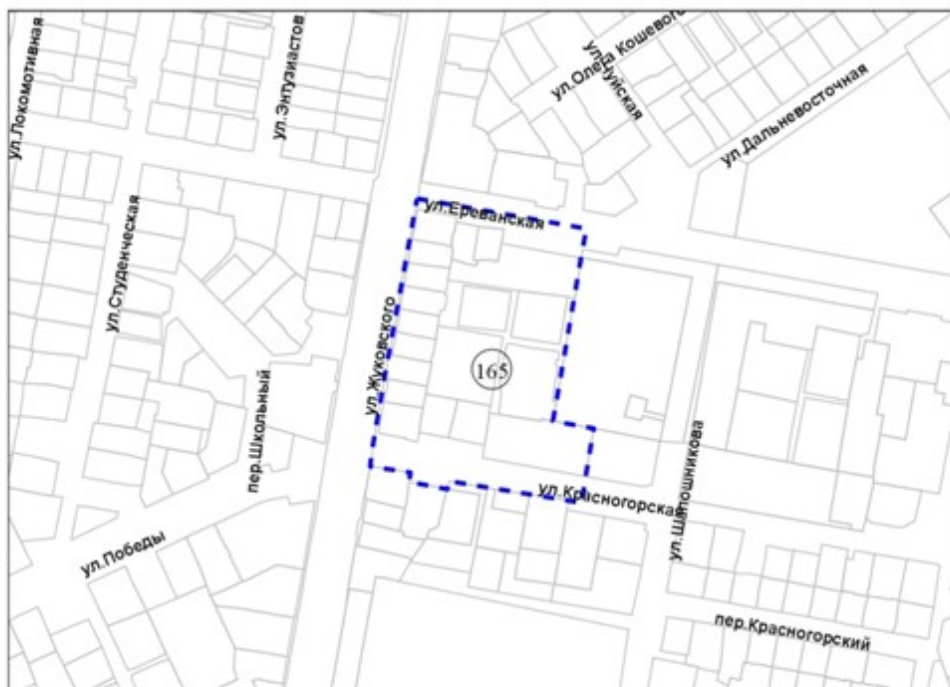 ул.Локомотивная
ул.Энтузиастов
ул.Олега Кошевого
ул.Чуйская
ул.Дальневосточная
ул.Студенческая
ул.Ереванская
ул.Жуковского
165
пер.Школьный
ул.Красногорская
ул.Шапошникова
ул.Победы
пер.Красногорский